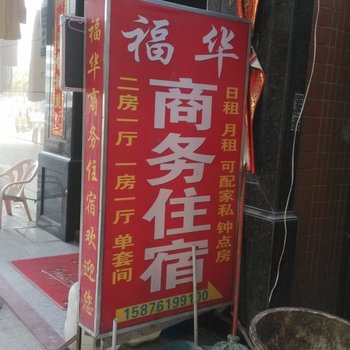 福华
商务住宿
二房一厅 一房一厅 单套间
日租 月租 可配家私 钟点房
15876199100
福华商务住宿欢迎您